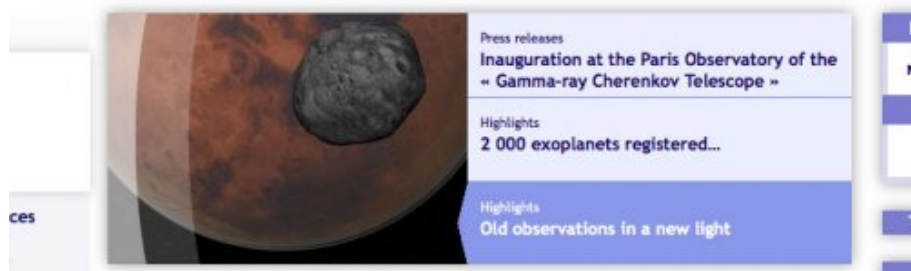 Press releases
Inauguration at the Paris Observatory of the
« Gamma-ray Cherenkov Telescope »
Highlights
2 000 exoplanets registered…
Highlights
Old observations in a new light
ces